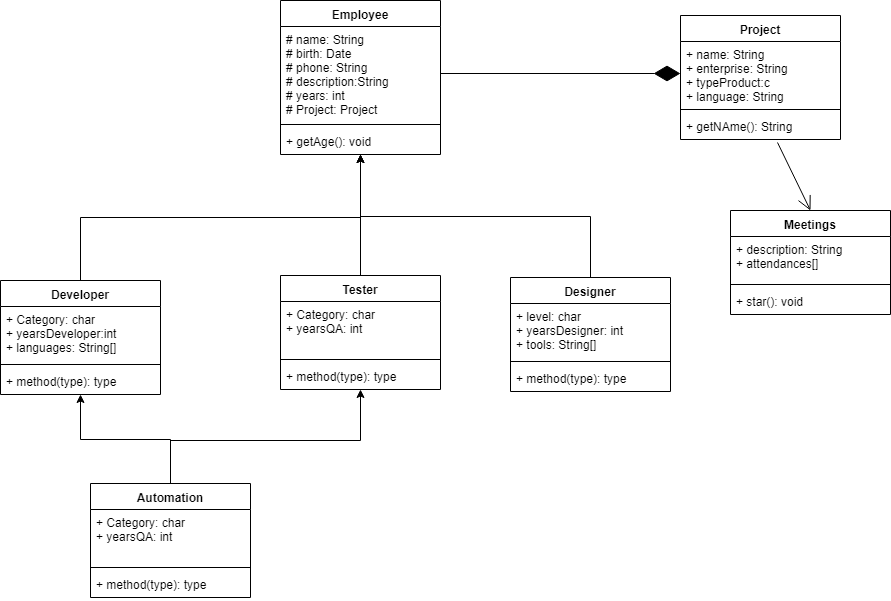 Employee
# name: String
# birth: Date
# phone: String
# description:String
# years: int
# Project: Project
+ getAge(): void
Project
+ name: String
+ enterprise: String
+ typeProduct:c
+ language: String
+ getNAme(): String
Meetings
+ description: String
+ attendances[]
+ star(): void
Developer
+ Category: char
+ yearsDeveloper:int
+ languages: String[]
+ method(type): type
Tester
+ Category: char
+ yearsQA: int
+ method(type): type
Designer
+ level: char
+ yearsDesigner: int
+ tools: String[]
+ method(type): type
Automation
+ Category: char
+ yearsQA: int
+ method(type): type